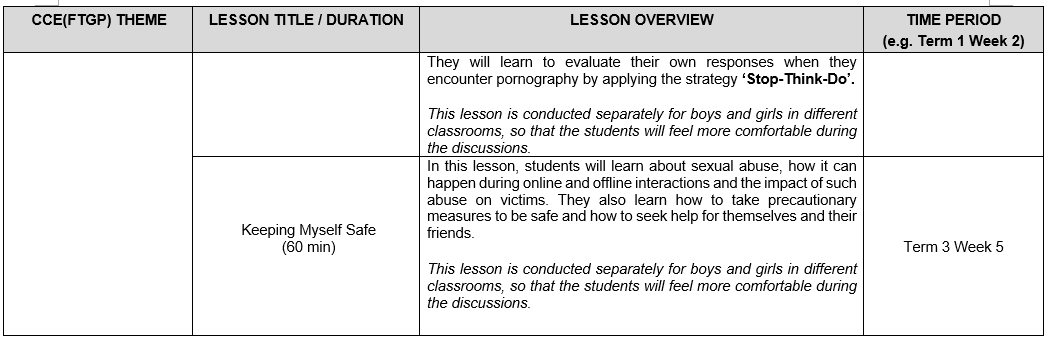 CCE(FTGP) THEME
LESSON TITLE / DURATION
LESSON OVERVIEW
TIME PERIOD
(e.g. Term 1 Week 2)
They will learn to evaluate their own responses when they
encounter pornography by applying the strategy ‘Stop-Think-Do’.
This lesson is conducted separately for boys and girls in different
classrooms, so that the students will feel more comfortable during
the discussions.
Keeping Myself Safe
(60 min)
In this lesson, students will learn about sexual abuse, how it can
happen during online and offline interactions and the impact of such
abuse on victims. They also learn how to take precautionary
measures to be safe and how to seek help for themselves and their
friends.
This lesson is conducted separately for boys and girls in different
classrooms, so that the students will feel more comfortable during
the discussions.
Term 3 Week 5